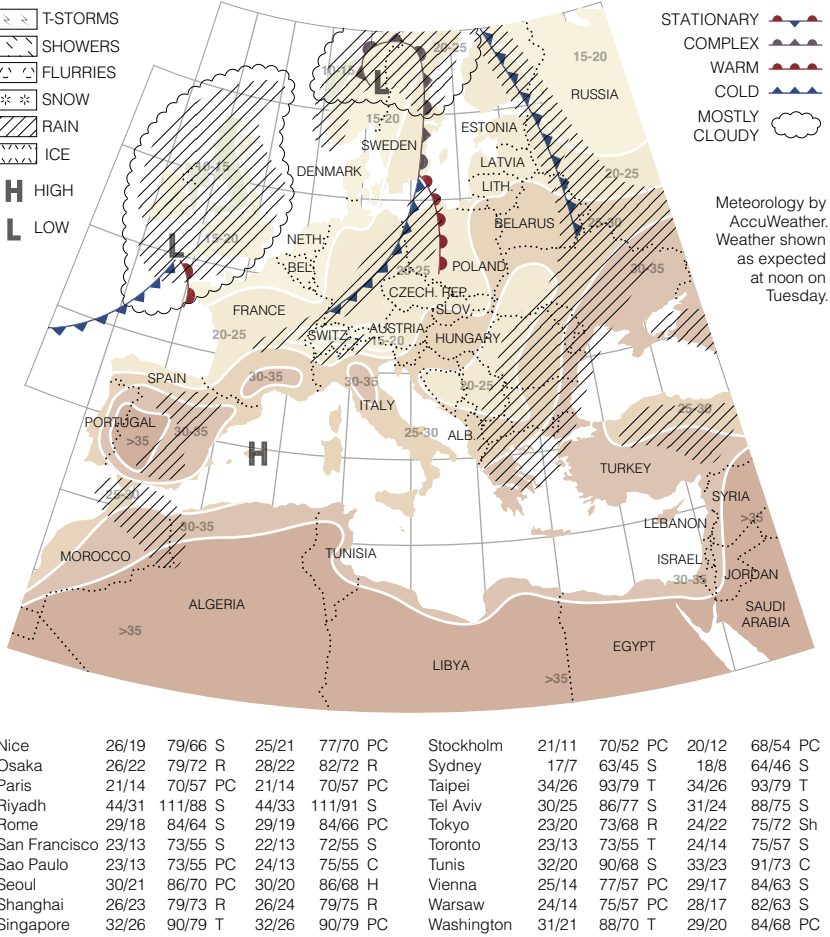 T-STORMS
SHOWERS
FLURRIES
SNOW
RAIN
ICE
H HIGH
L LOW
STATIONARY
COMPLEX
WARM
COLD
MOSTLY
CLOUDY
Meteorology by
AccuWeather.
Weather shown
as expected
at noon on
Tuesday.
20-25
15-20
10-15
L
RUSSIA
15-20
ESTONIA
SWEDEN
10-15
LATVIA
DENMARK
20-25
LITH.
BELARUS
25-30
15-20
NETH.
L
BEL.
20-25
POLAND
30-35
CZECH. REP.
FRANCE
SLOV.
20-25
SWITZ.
AUSTRIA
15-20
HUNGARY
SPAIN
30-35
30-35
20-25
ITALY
25-30
PORTUGAL
>35
30-35
25-30
ALB.
H
TURKEY
25-30
SYRIA
>35
30-35
LEBANON
MOROCCO
TUNISIA
ISRAEL
30-35
JORDAN
ALGERIA
SAUDI
ARABIA
>35
EGYPT
LIBYA
>35
Nice 26/19 79/66 S 25/21 77/70 PC
Osaka 26/22 79/72 R 28/22 82/72 R
Paris 21/14 70/57 PC 21/14 70/57 PC
Riyadh 44/31 111/88 S 44/33 111/91 S
Rome 29/18 84/64 S 29/19 84/66 PC
San Francisco 23/13 73/55 S 22/13 72/55 S
Sao Paulo 23/13 73/55 PC 24/13 75/55 C
Seoul 30/21 86/70 PC 30/20 86/68 H
Shanghai 26/23 79/73 R 26/24 79/75 R
Singapore 32/26 90/79 T 32/26 90/79 PC
Stockholm 21/11 70/52 PC 20/12 68/54 PC
Sydney 17/7 63/45 S 18/8 64/46 S
Taipei 34/26 93/79 T 34/26 93/79 T
Tel Aviv 30/25 86/77 S 31/24 88/75 S
Tokyo 23/20 73/68 R 24/22 75/72 Sh
Toronto 23/13 73/55 T 24/14 75/57 S
Tunis 32/20 90/68 S 33/23 91/73 C
Vienna 25/14 77/57 PC 29/17 84/63 S
Warsaw 24/14 75/57 PC 28/17 82/63 S
Washington 31/21 88/70 T 29/20 84/68 PC